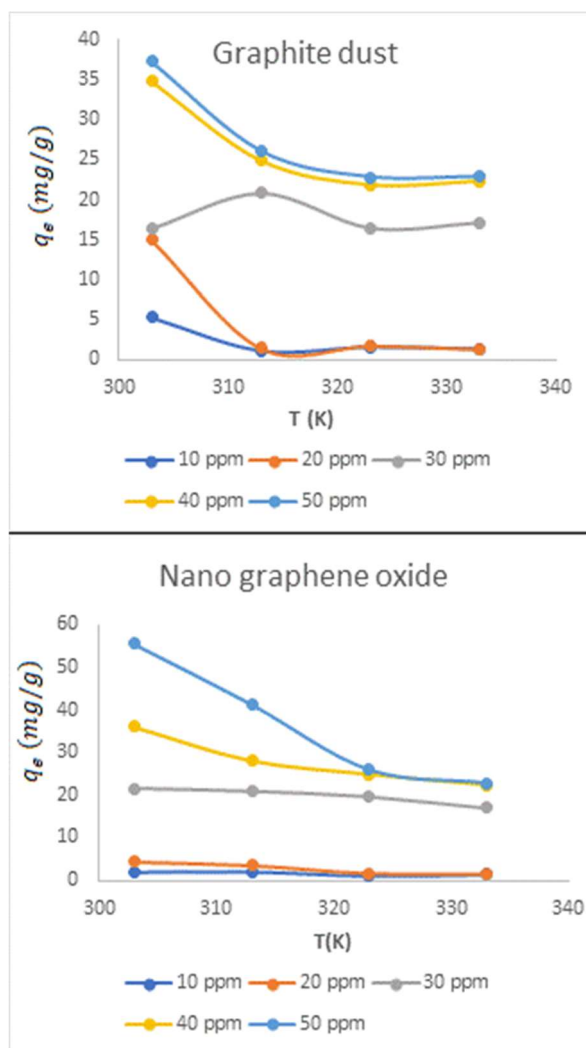 Graphite dust
40
35
30
25
20
15
10
5
0
qe (mg/g)
300 310 320 330 340
T (K)
10 ppm 20 ppm 30 ppm
40 ppm 50 ppm
Nano graphene oxide
60
50
40
30
20
10
0
qe (mg/g)
300 310 320 330 340
T(K)
10 ppm 20 ppm 30 ppm
40 ppm 50 ppm